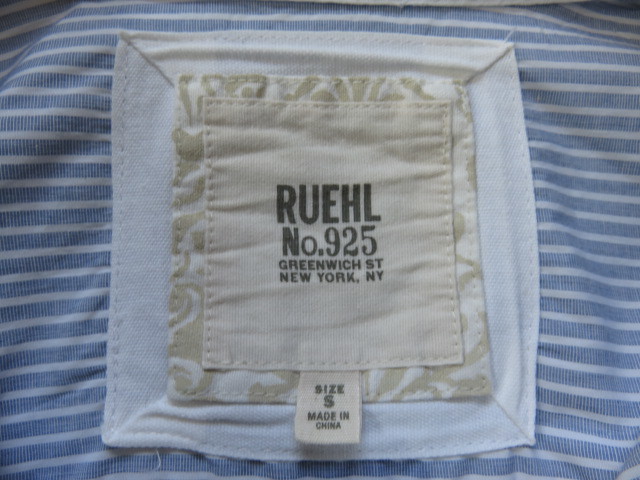 RUEHL
No.925
GREENWICH ST
NEW YORK, NY
SIZE
S
MADE IN
CHINA